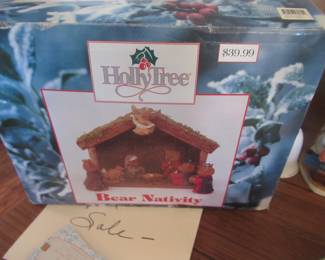 $39.99
HollyTree
Bear Nativity
Sale -